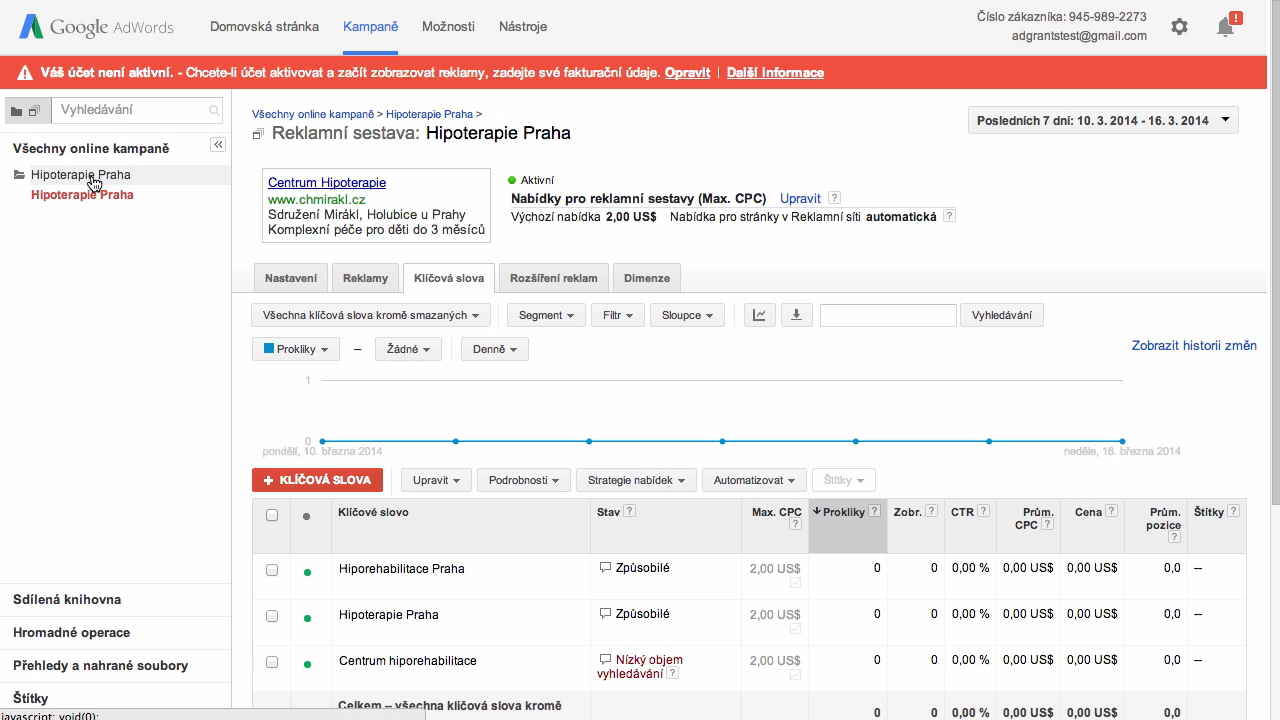 Google AdWords
Domovská stránka
Kampaně
Možnosti
Nástroje
Číslo zákazníka: 945-989-2273
adgrantstest@gmail.com
Váš účet není aktivní. - Chcete-li účet aktivovat a začít zobrazovat reklamy, zadejte své fakturační údaje. Opravit | Další informace
Vyhledávání
Všechny online kampaně
Hipoterapie Praha
Hipoterapie Praha
Sdílená knihovna
Hromadné operace
Přehledy a nahrané soubory
Štítky
javascript: void(0);
Všechny online kampaně > Hipoterapie Praha >
Reklamní sestava: Hipoterapie Praha
Posledních 7 dní: 10. 3. 2014 - 16. 3. 2014
Centrum Hipoterapie
www.chmirakl.cz
Sdružení Mirákl, Holubice u Prahy
Komplexní péče pro děti do 3 měsíců
Aktivní
Nabídky pro reklamní sestavy (Max. CPC) Upravit ?
Výchozí nabídka 2,00 US$ Nabídka pro stránky v Reklamní síti automatická ?
Nastavení
Reklamy
Klíčová slova
Rozšíření reklam
Dimenze
Všechna klíčová slova kromě smazaných
Segment
Filtr
Sloupce
Vyhledávání
Prokliky
–
Žádné
Denně
Zobrazit historii změn
1
0
pondělí, 10. března 2014
neděle, 16. března 2014
+ KLÍČOVÁ SLOVA
Upravit
Podrobnosti
Strategie nabídek
Automatizovat
Štítky
Klíčové slovo
Stav ?
Max. CPC ?
Prokliky ?
Zobr. ?
CTR ?
Prům. CPC ?
Cena ?
Prům. pozice ?
Štítky ?
Hiporehabilitace Praha Způsobilé 2,00 US$ 0 0 0,00 % 0,00 US$ 0,00 US$ 0,0 --
Hipoterapie Praha Způsobilé 2,00 US$ 0 0 0,00 % 0,00 US$ 0,00 US$ 0,0 --
Centrum hiporehabilitace Nízký objem vyhledávání ? 2,00 US$ 0 0 0,00 % 0,00 US$ 0,00 US$ 0,0 --
Celkem – všechna klíčová slova kromě 0 0 0,00 % 0,00 US$ 0,00 US$ 0,0